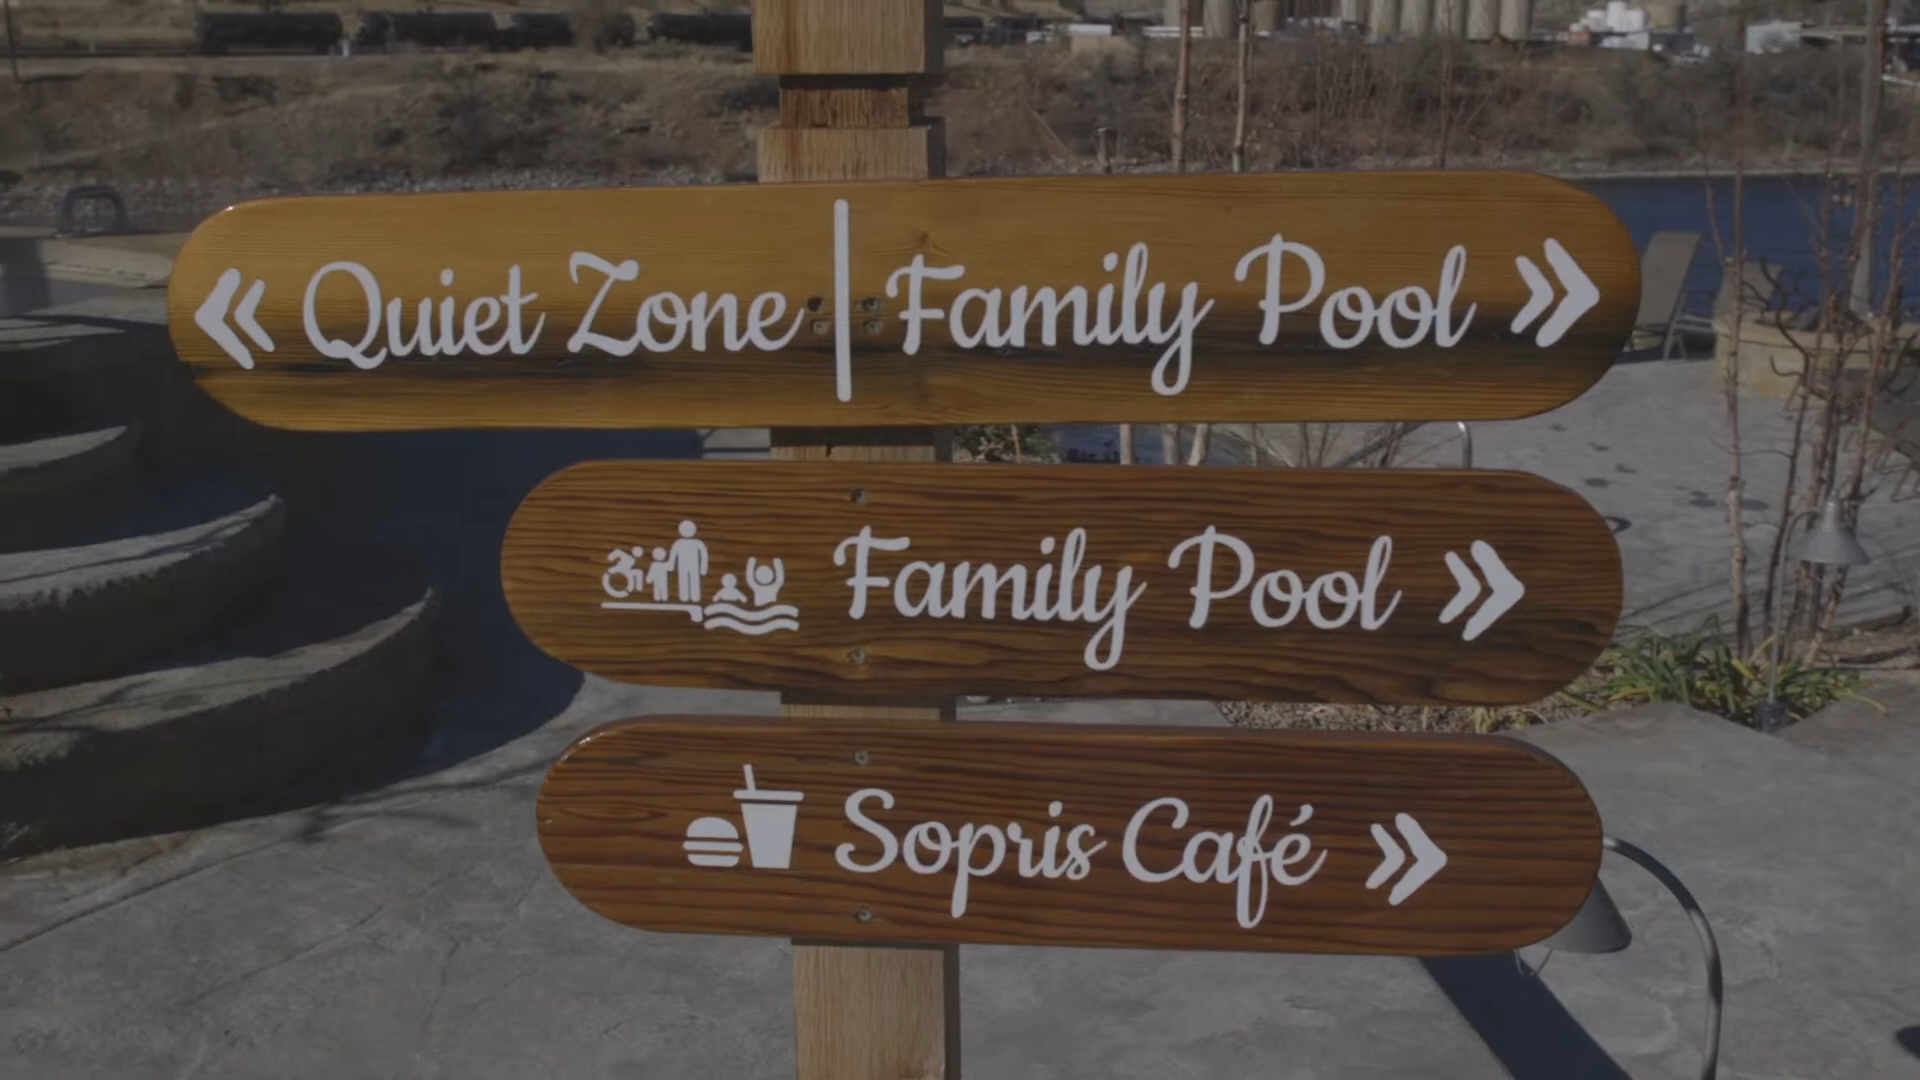 « Quiet Zone | Family Pool »
Family Pool »
Sopris Café »